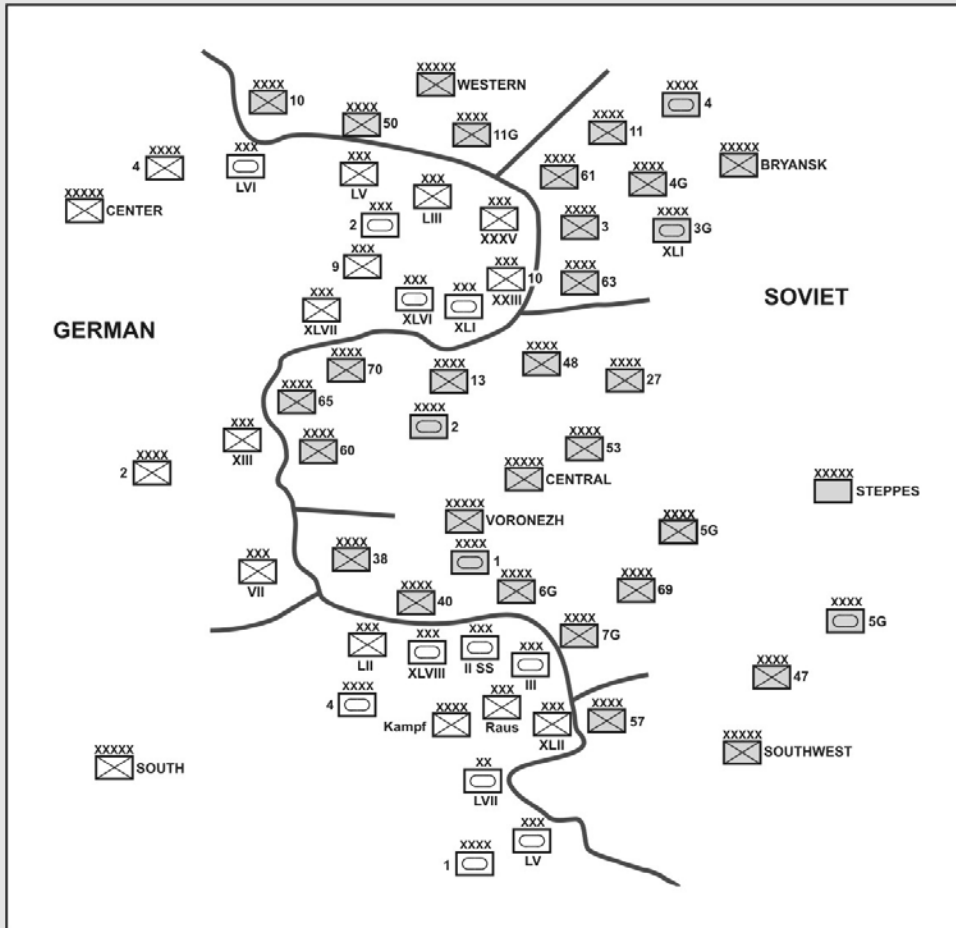 XXXXX
WESTERN
XXXX
10
XXXX
50
XXXX
11G
XXXX
11
XXXX
4
XXXX
4
XXX
LVI
XXX
LV
XXX
LIII
XXXX
61
XXXX
4G
XXXXX
BRYANSK
XXXXX
CENTER
XXX
2
XXX
XXXV
XXXX
3
XXXX
3G
XLI
XXX
9
XXX
XLVII
XXX
XLVI
XXX
XLI
XXX
10
XXIII
XXXX
63
SOVIET
GERMAN
XXXX
70
XXXX
13
XXXX
48
XXXX
27
XXXX
65
XXXX
2
XXX
XIII
XXXX
60
XXXX
53
XXXX
2
XXXXX
CENTRAL
XXXXX
STEPPES
XXXXX
VORONEZH
XXXX
5G
XXX
VII
XXXX
38
XXXX
1
XXXX
6G
XXXX
69
XXXX
40
XXXX
5G
XXX
LII
XXX
XLVIII
XXX
II SS
XXX
III
XXXX
7G
XXXX
47
XXXX
4
XXXX
Kampf
XXX
Raus
XXX
XLII
XXXX
57
XXXXX
SOUTHWEST
XXXXX
SOUTH
XX
LVII
XXXX
1
XXX
LV